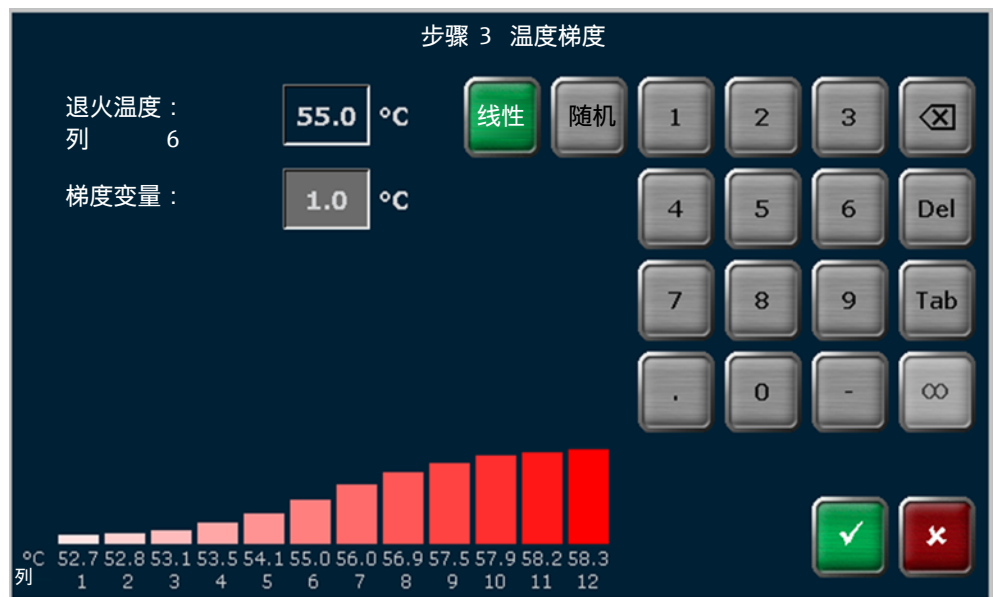 步骤 3 温度梯度
退火温度：
列 6
55.0 °C
线性 随机
梯度变量：
1.0 °C
1 2 3 ⌫
4 5 6 Del
7 8 9 Tab
. 0 - ∞
°C 52.7 52.8 53.1 53.5 54.1 55.0 56.0 56.9 57.5 57.9 58.2 58.3
列 1 2 3 4 5 6 7 8 9 10 11 12